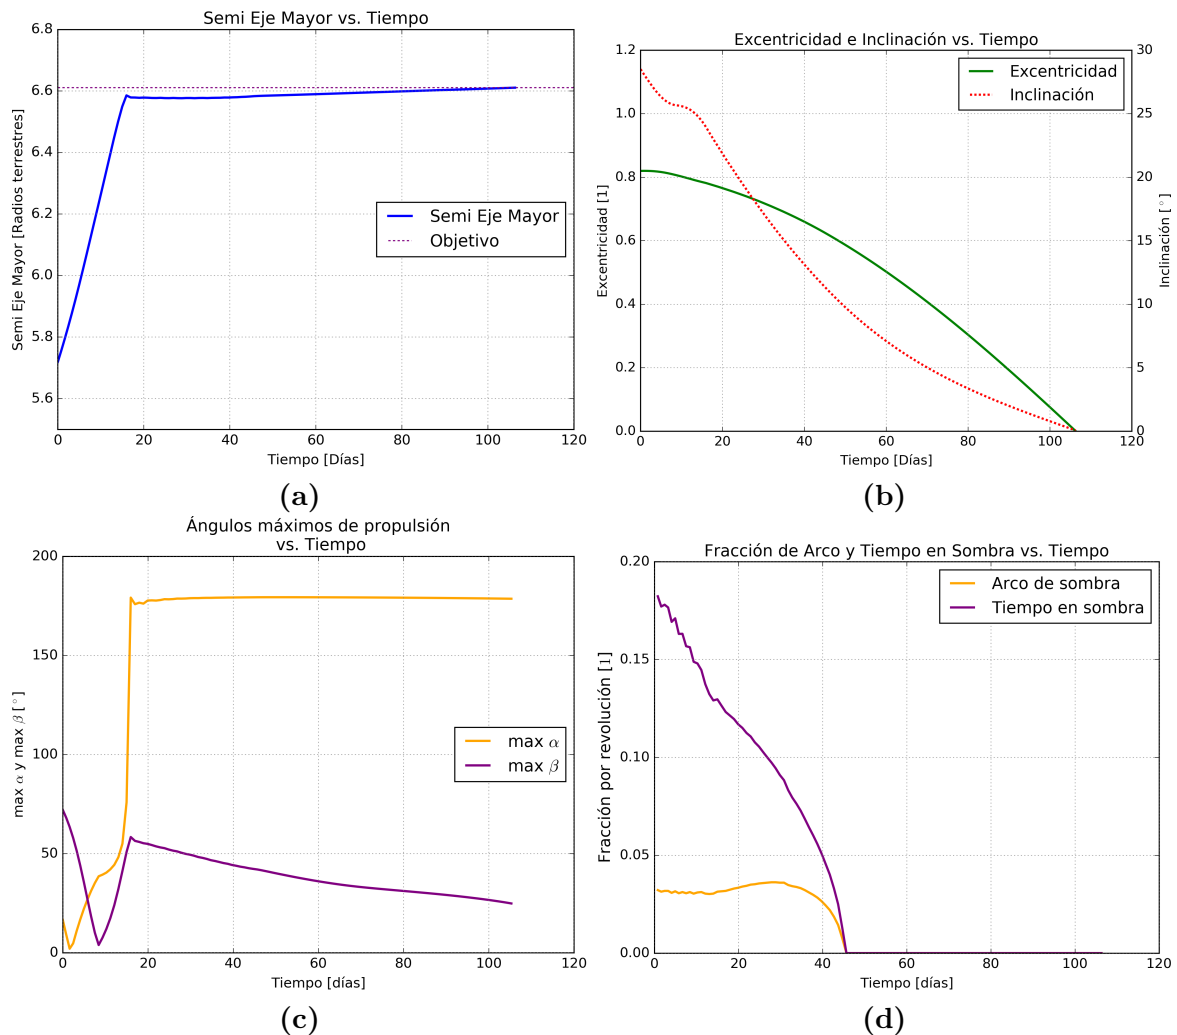 Semi Eje Mayor vs. Tiempo
6.8
6.6
6.4
6.2
6.0
5.8
5.6
Semi Eje Mayor [Radios terrestres]
Semi Eje Mayor
Objetivo
0 20 40 60 80 100 120
Tiempo [Días]
(a)
Excentricidad e Inclinación vs. Tiempo
1.2
1.0
0.8
0.6
0.4
0.2
0.0
Excentricidad [1]
Excentricidad
Inclinación
30
25
20
15
10
5
0
Inclinación [°]
0 20 40 60 80 100 120
Tiempo [Días]
(b)
Ángulos máximos de propulsión
vs. Tiempo
200
150
100
50
0
max α y max β [°]
max α
max β
0 20 40 60 80 100 120
Tiempo [días]
(c)
Fracción de Arco y Tiempo en Sombra vs. Tiempo
0.20
0.15
0.10
0.05
0.00
Fracción por revolución [1]
Arco de sombra
Tiempo en sombra
0 20 40 60 80 100 120
Tiempo [días]
(d)